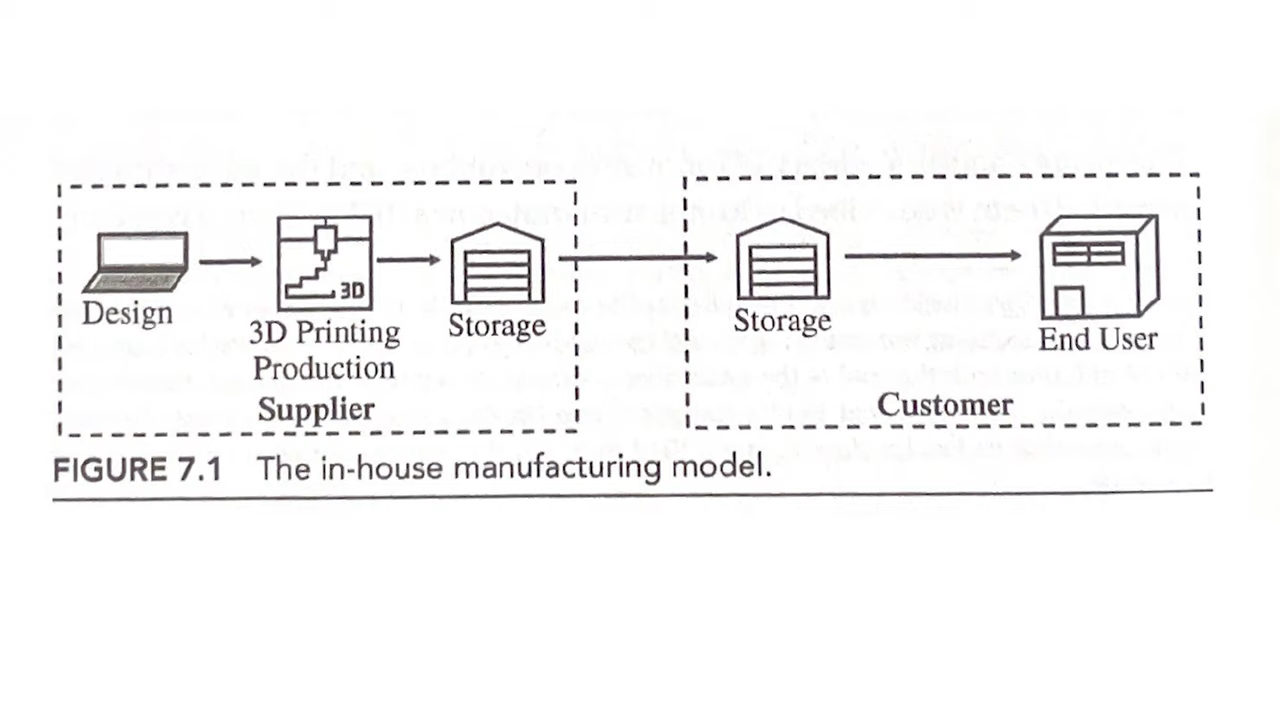 Design
3D
3D Printing
Production
Supplier
Storage
Storage
End User
Customer
FIGURE 7.1 The in-house manufacturing model.